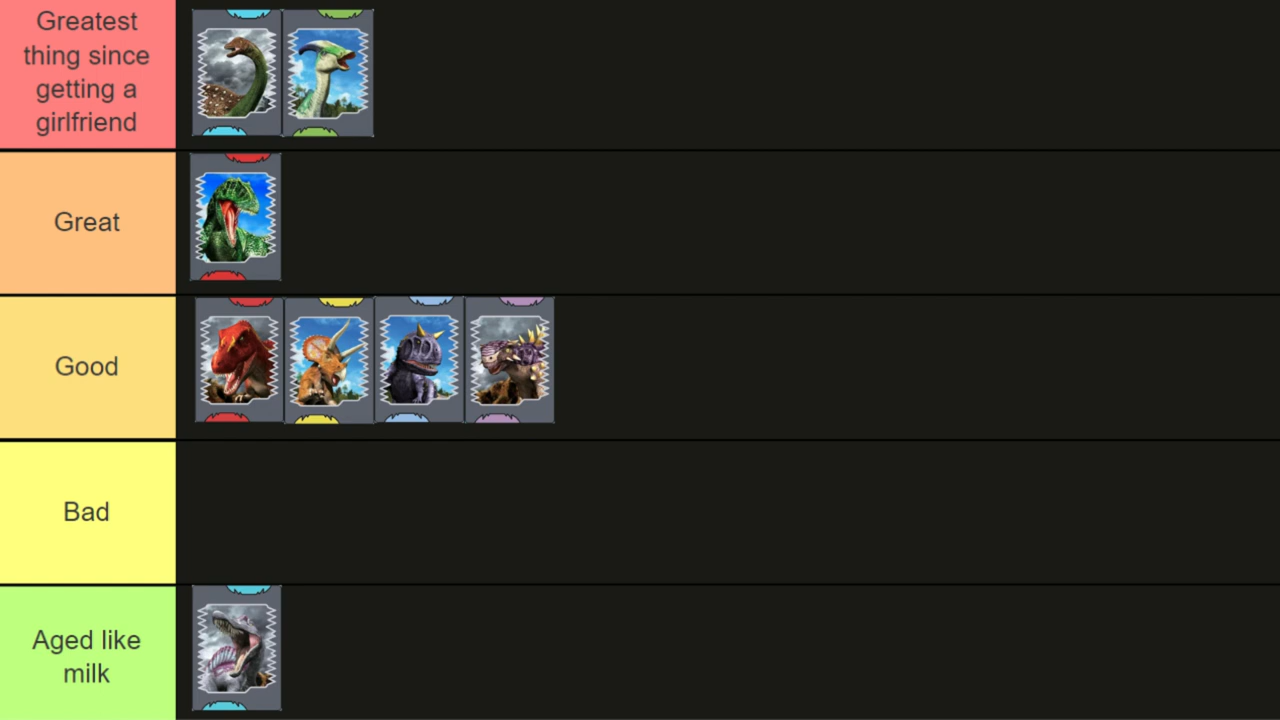 Greatest
thing since
getting a
girlfriend
Great
Good
Bad
Aged like
milk